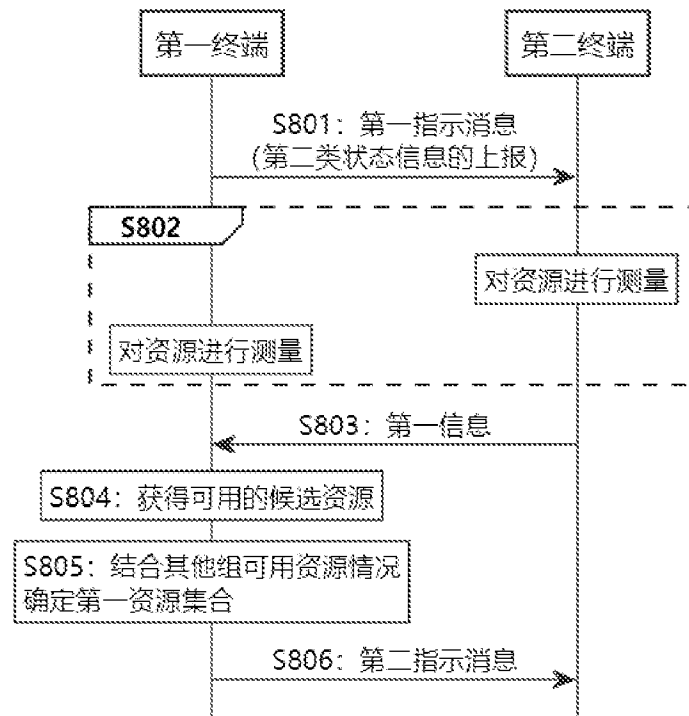 第一终端
第二终端
S801：第一指示消息
(第二类状态信息的上报)
S802
对资源进行测量
对资源进行测量
S803：第一信息
S804：获得可用的候选资源
S805：结合其他组可用资源情况
确定第一资源集合
S806：第二指示消息